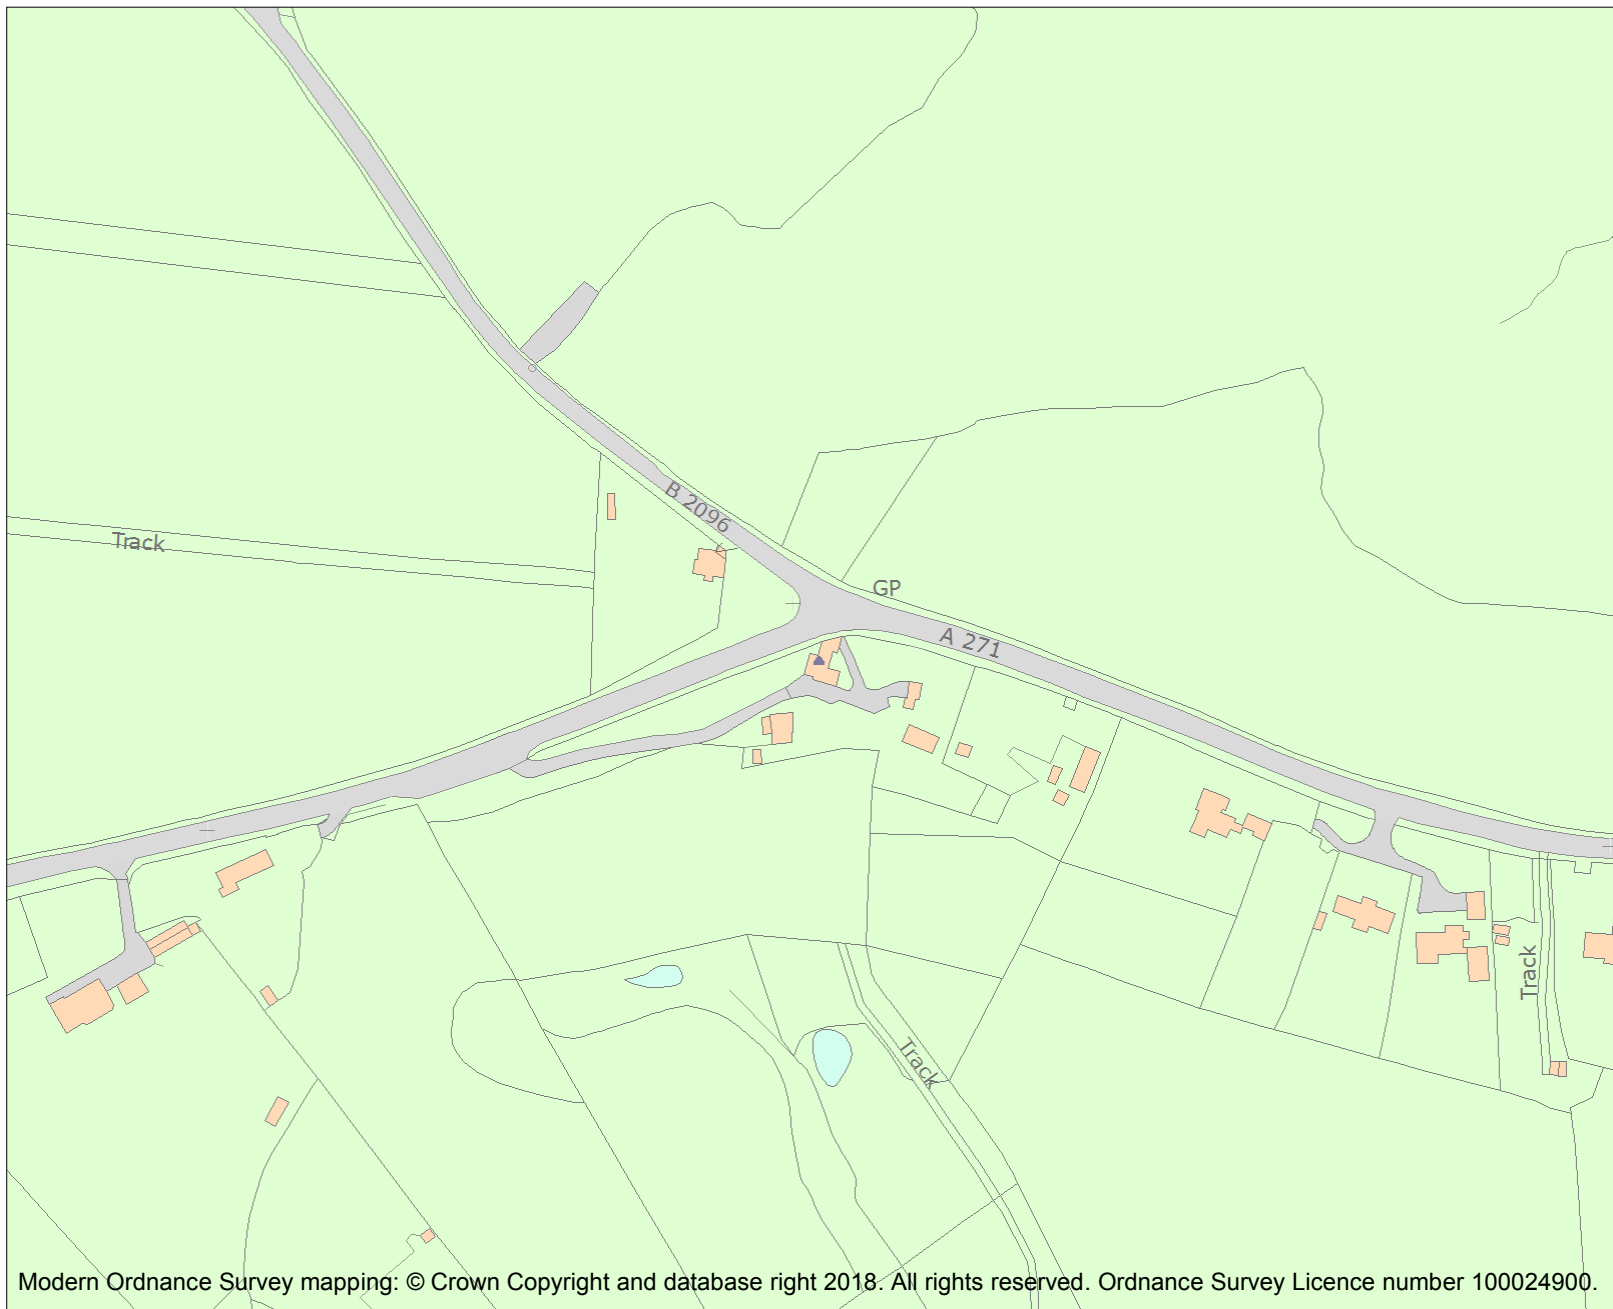 B 2096
Track
GP
A 271
Track
Track
Modern Ordnance Survey mapping: © Crown Copyright and database right 2018. All rights reserved. Ordnance Survey Licence number 100024900.